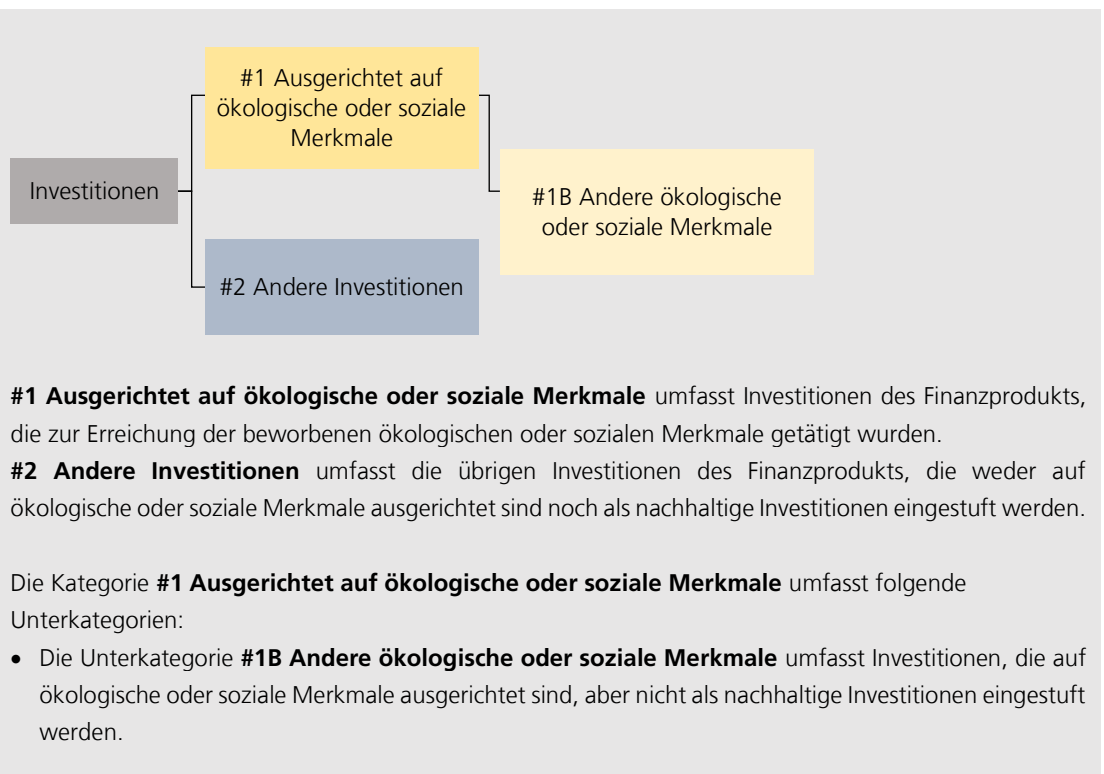 #1 Ausgerichtet auf
ökologische oder soziale
Merkmale
Investitionen
#1B Andere ökologische
oder soziale Merkmale
#2 Andere Investitionen
#1 Ausgerichtet auf ökologische oder soziale Merkmale umfasst Investitionen des Finanzprodukts,
die zur Erreichung der beworbenen ökologischen oder sozialen Merkmale getätigt wurden.
#2 Andere Investitionen umfasst die übrigen Investitionen des Finanzprodukts, die weder auf
ökologische oder soziale Merkmale ausgerichtet sind noch als nachhaltige Investitionen eingestuft werden.
Die Kategorie #1 Ausgerichtet auf ökologische oder soziale Merkmale umfasst folgende
Unterkategorien:
• Die Unterkategorie #1B Andere ökologische oder soziale Merkmale umfasst Investitionen, die auf
ökologische oder soziale Merkmale ausgerichtet sind, aber nicht als nachhaltige Investitionen eingestuft
werden.